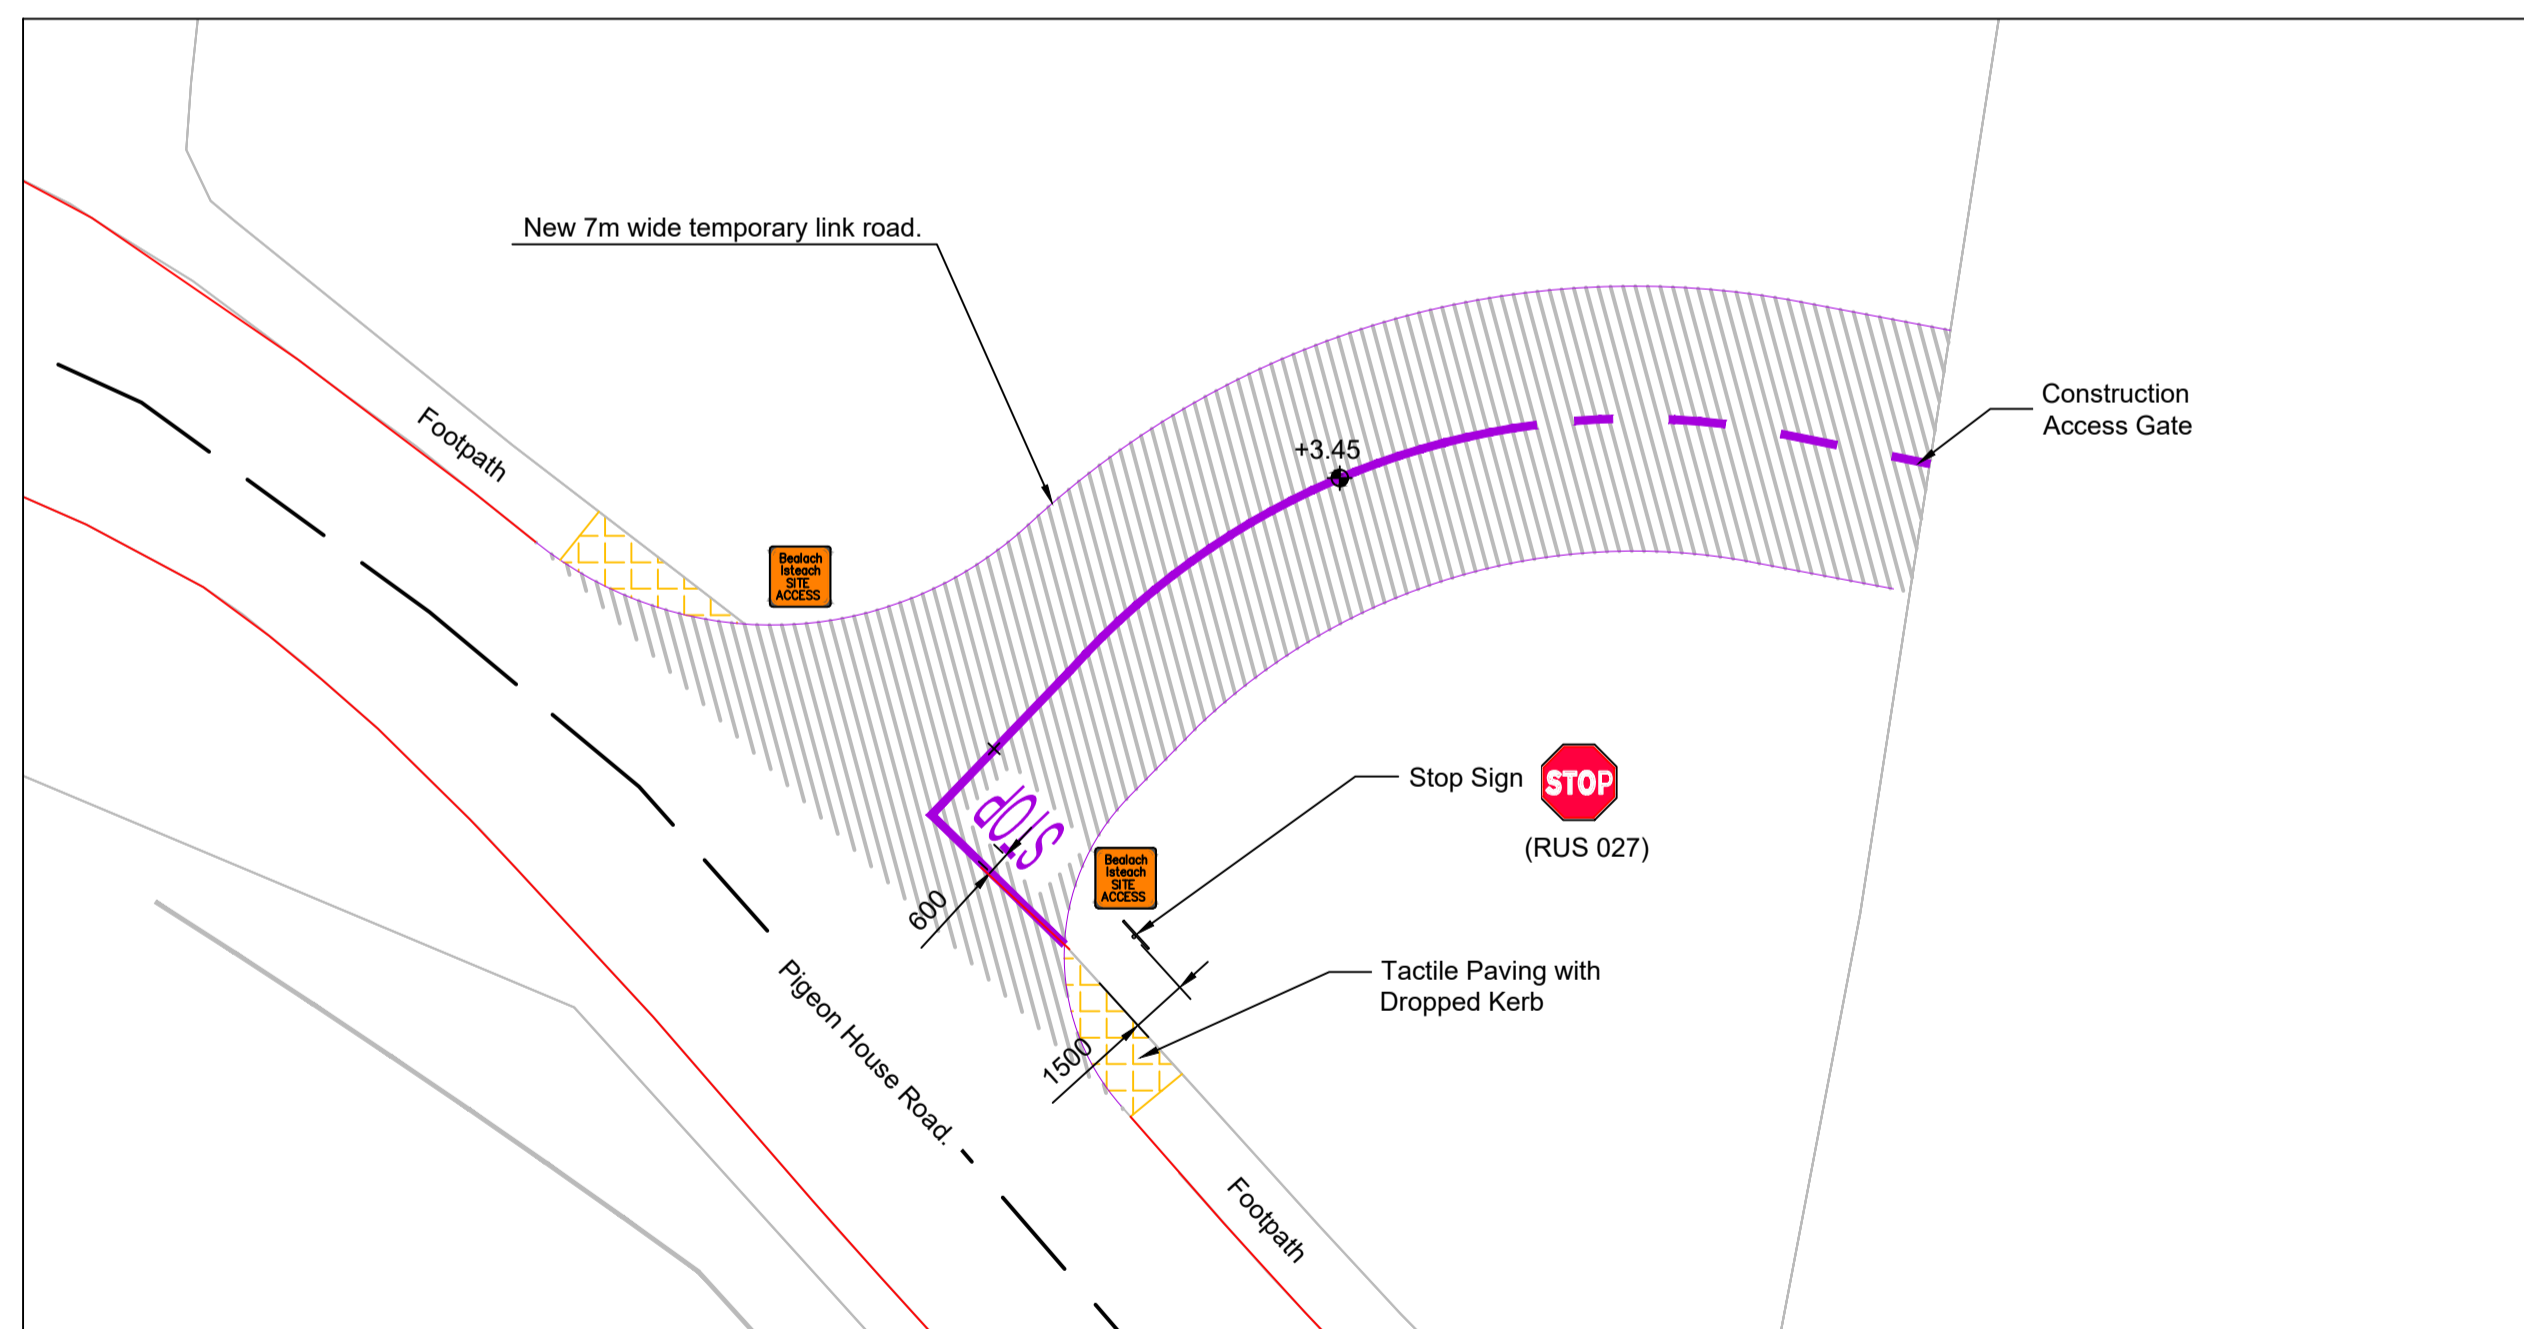 New 7m wide temporary link road.
Construction
Access Gate
Footpath
+3.45
Bealach
Isteach
SITE
ACCESS
STOP
Stop Sign
STOP
(RUS 027)
Bealach
Isteach
SITE
ACCESS
600
Tactile Paving with
Dropped Kerb
1500
Pigeon House Road.
Footpath